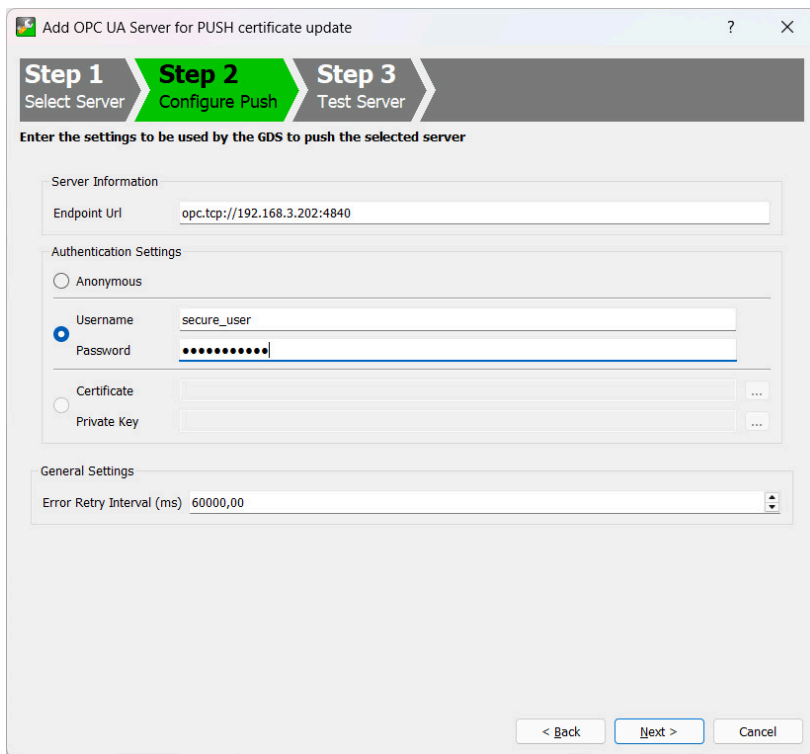 Add OPC UA Server for PUSH certificate update ?
Step 1 Step 2 Step 3
Select Server Configure Push Test Server
Enter the settings to be used by the GDS to push the selected server
Server Information
Endpoint Url opc.tcp://192.168.3.202:4840
Authentication Settings
Anonymous
Username secure_user
Password ●●●●●●●●●●●
Certificate ...
Private Key ...
General Settings
Error Retry Interval (ms) 60000,00
< Back Next > Cancel